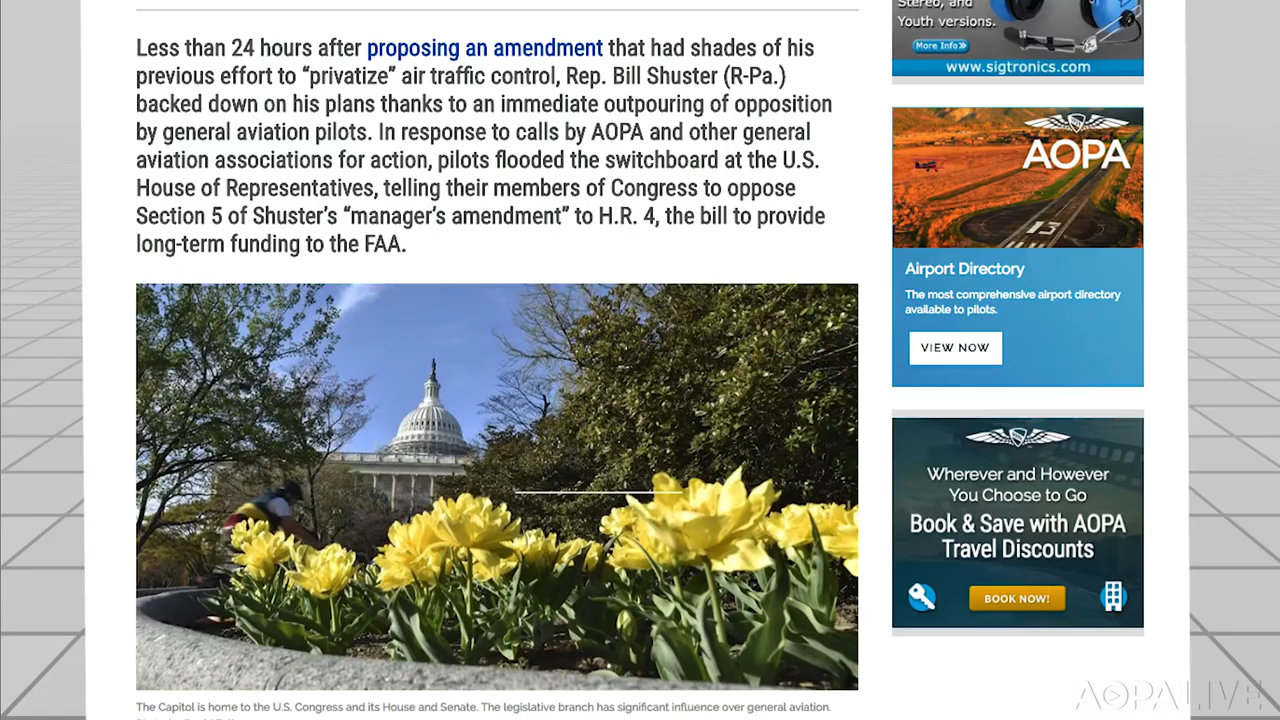 Less than 24 hours after proposing an amendment that had shades of his
previous effort to “privatize” air traffic control, Rep. Bill Shuster (R-Pa.)
backed down on his plans thanks to an immediate outpouring of opposition
by general aviation pilots. In response to calls by AOPA and other general
aviation associations for action, pilots flooded the switchboard at the U.S.
House of Representatives, telling their members of Congress to oppose
Section 5 of Shuster’s “manager’s amendment” to H.R. 4, the bill to provide
long-term funding to the FAA.
The Capitol is home to the U.S. Congress and its House and Senate. The legislative branch has significant influence over general aviation.
Stereo, and
Youth versions.
More Info
www.sigtronics.com
AOPA
13
Airport Directory
The most comprehensive airport directory
available to pilots.
VIEW NOW
Wherever and However
You Choose to Go
Book & Save with AOPA
Travel Discounts
BOOK NOW!
AOPA LIVE